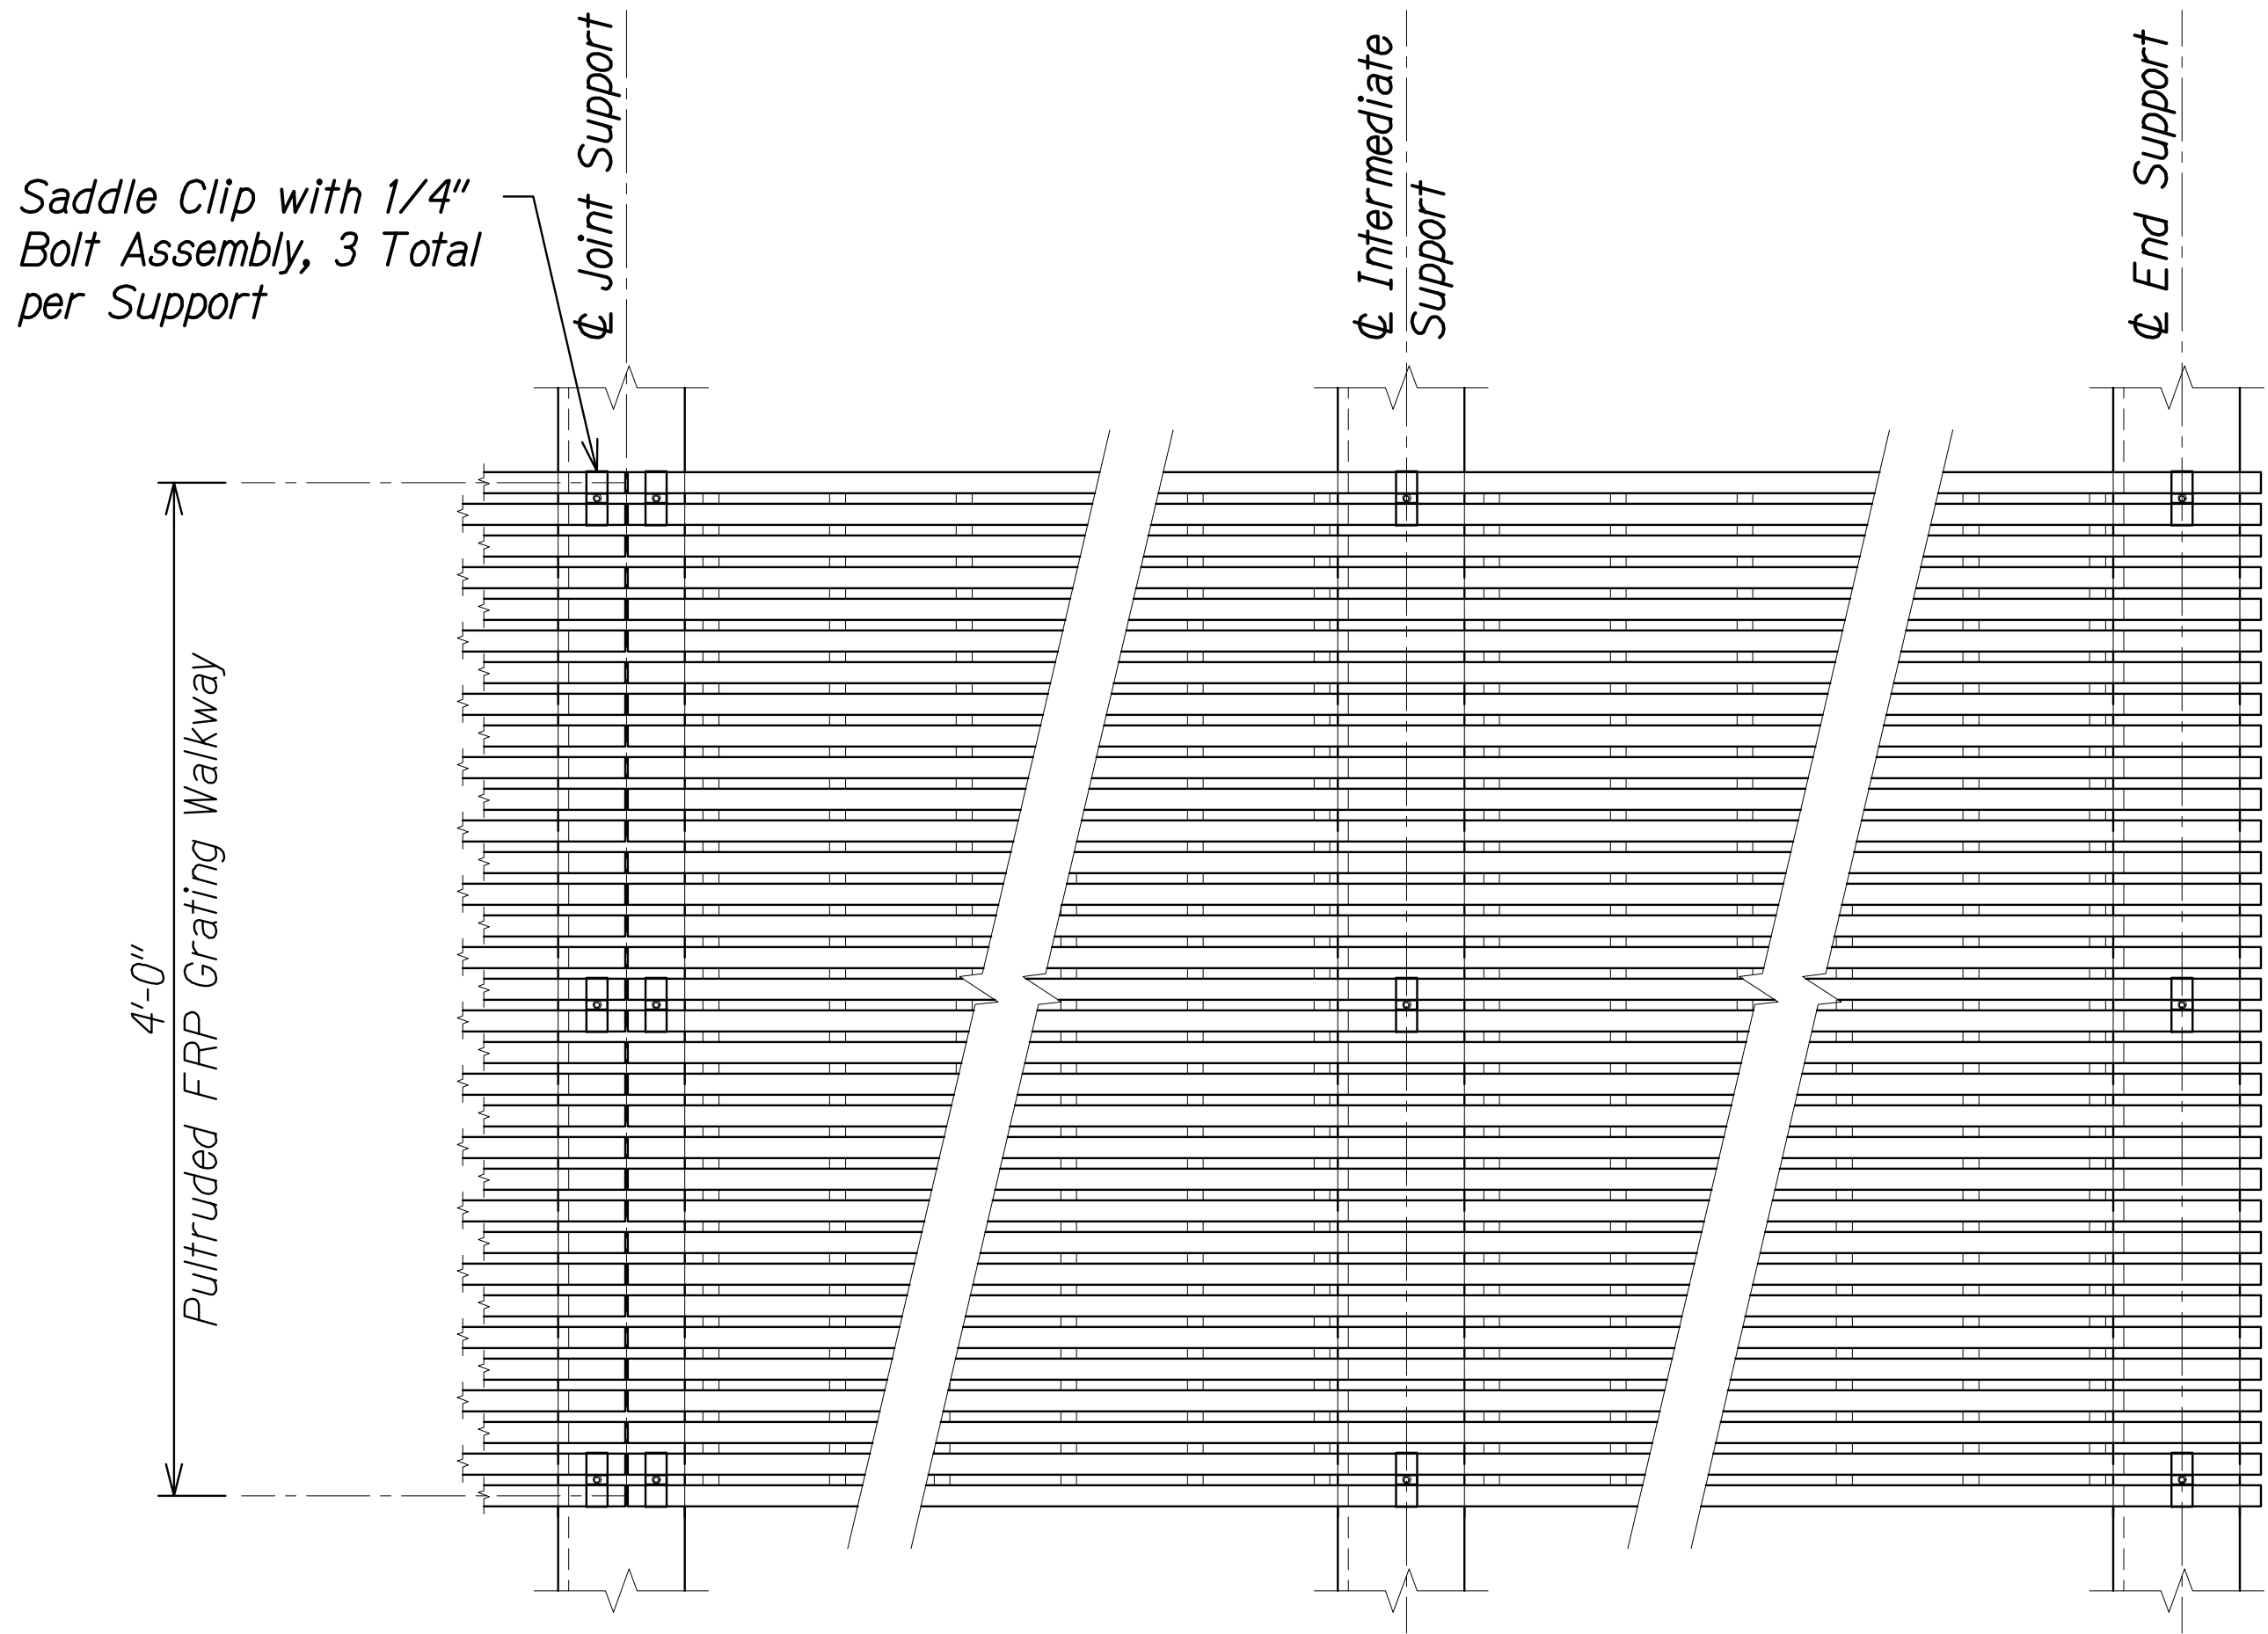 Saddle Clip with 1/4"
Bolt Assembly, 3 Total
per Support
℄ Joint Support
℄ Intermediate
Support
℄ End Support
4'-0"
Pultruded FRP Grating Walkway